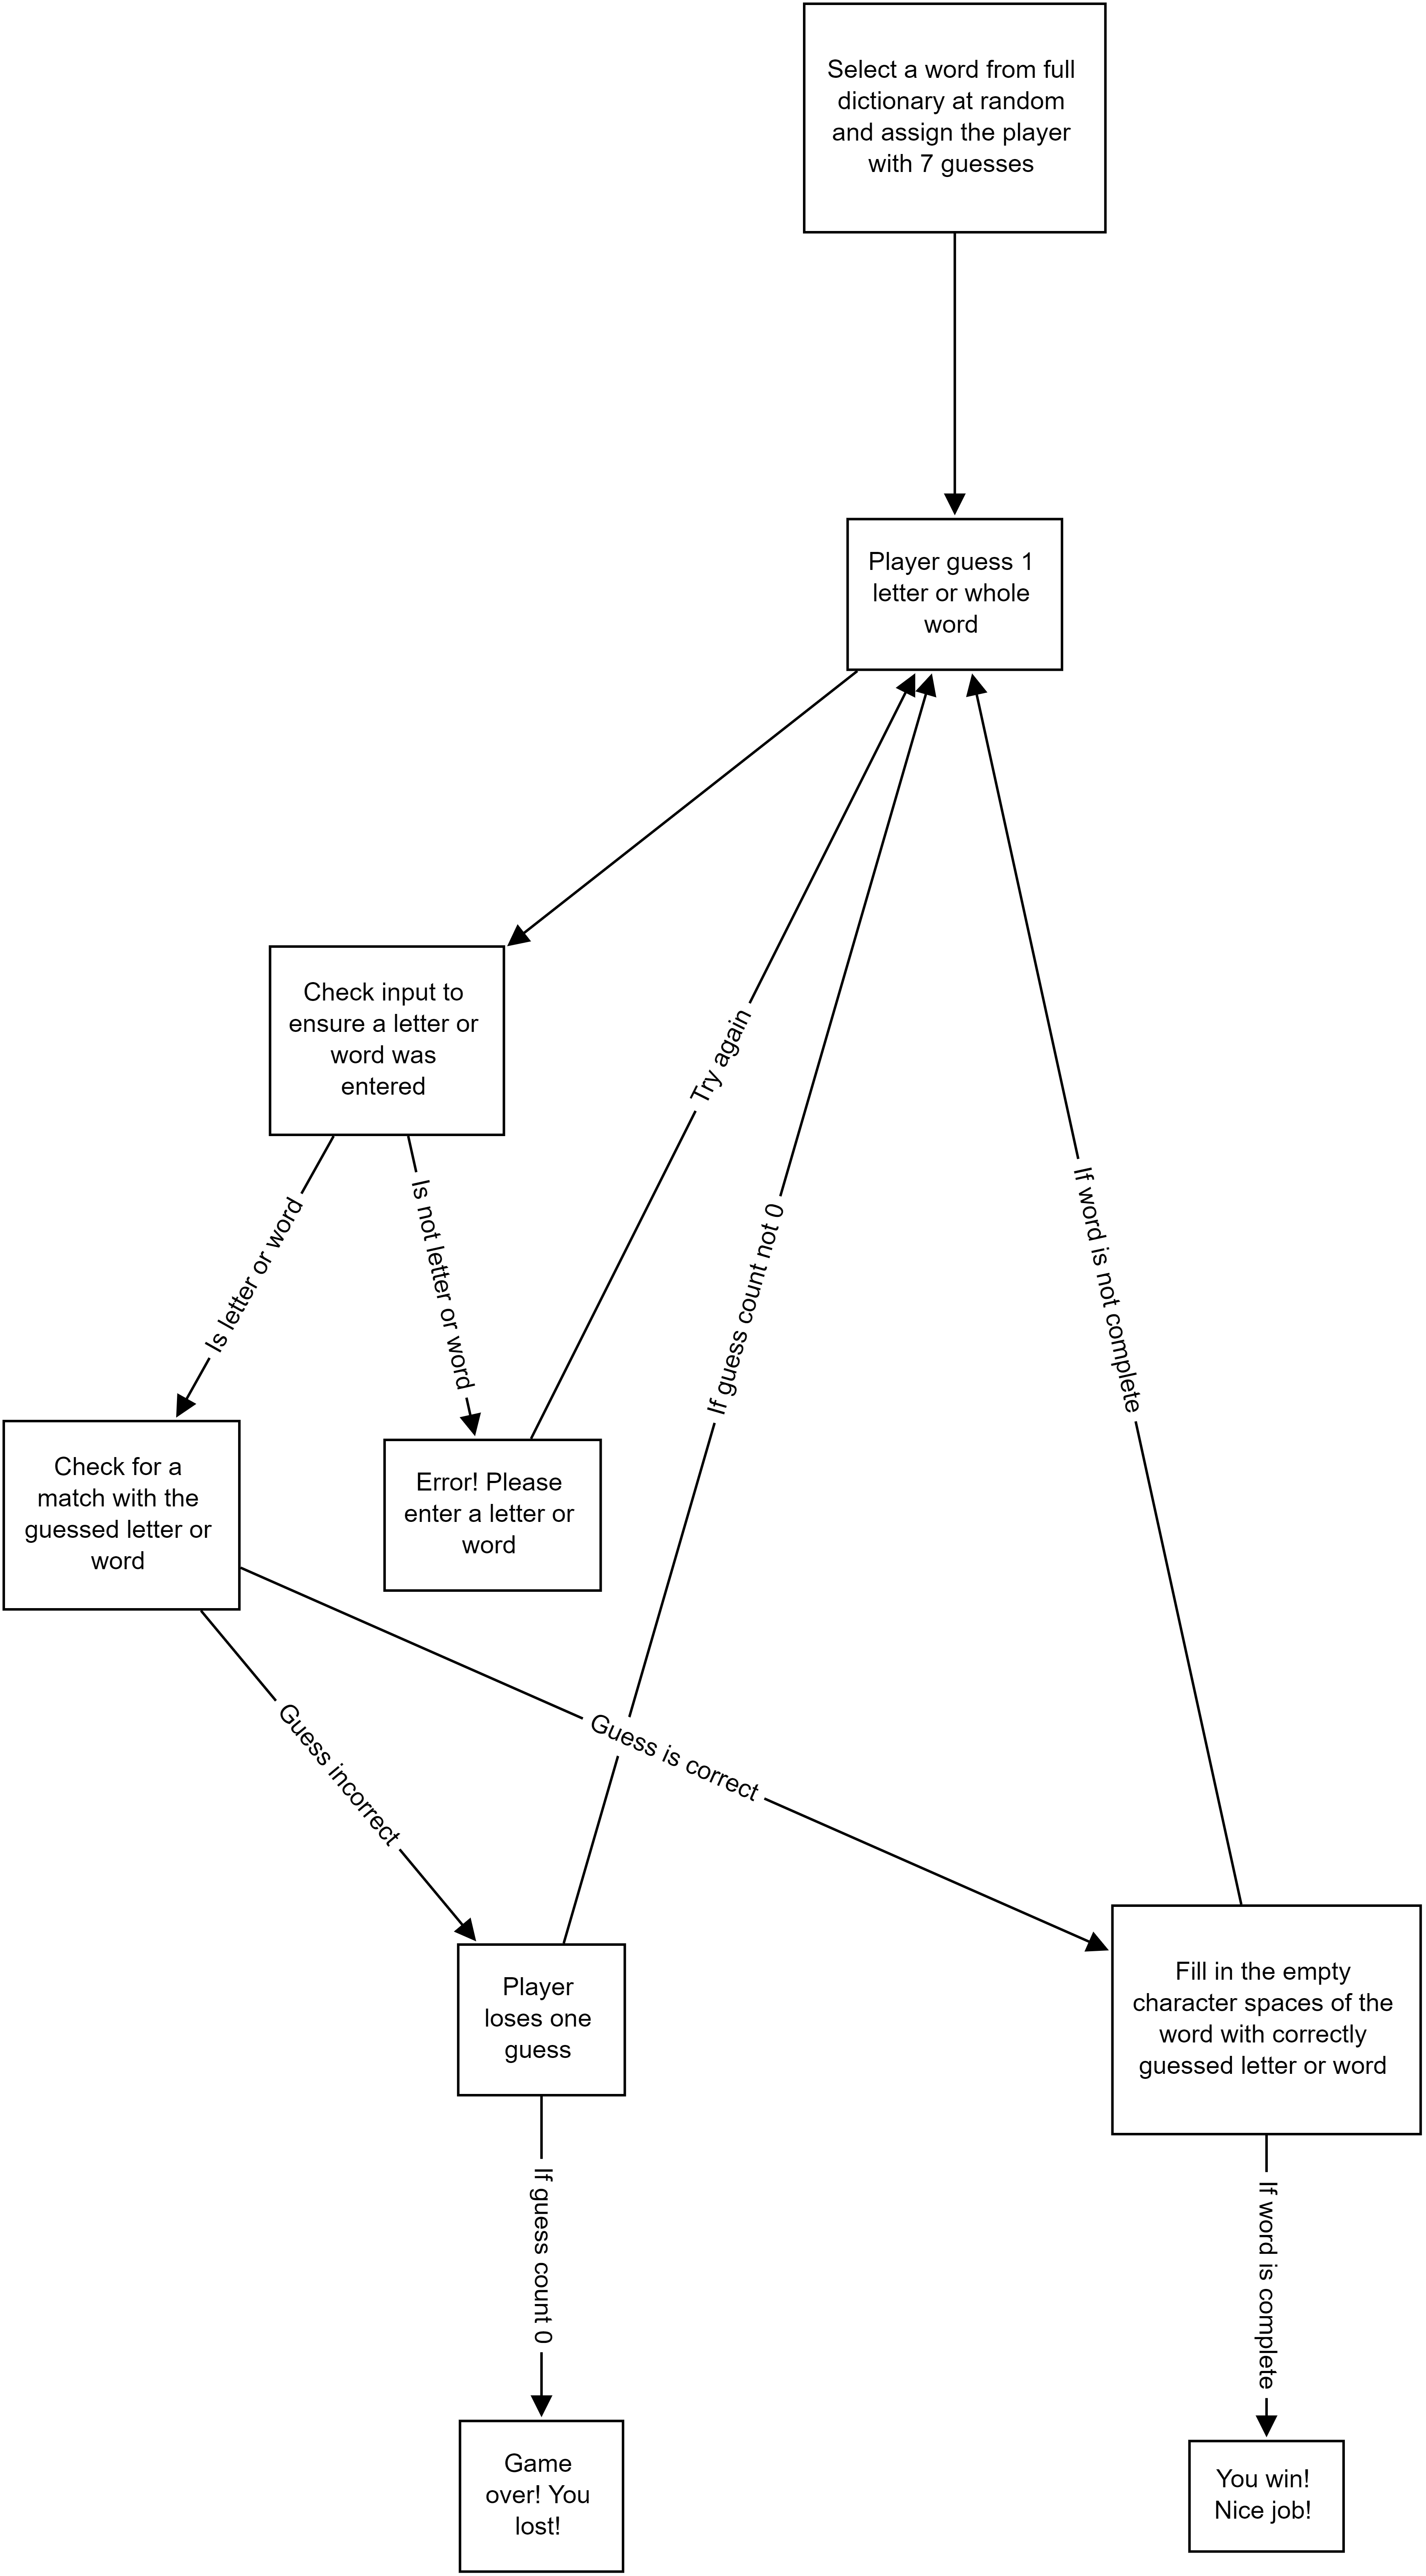 Select a word from full
dictionary at random
and assign the player
with 7 guesses
Player guess 1
letter or whole
word
Check input to
ensure a letter or
word was
entered
Try again
Is letter or word
Is not letter or word
If guess count not 0
If word is not complete
Check for a
match with the
guessed letter or
word
Error! Please
enter a letter or
word
Guess incorrect
Guess is correct
Player
loses one
guess
Fill in the empty
character spaces of the
word with correctly
guessed letter or word
If guess count 0
If word is complete
Game
over! You
lost!
You win!
Nice job!